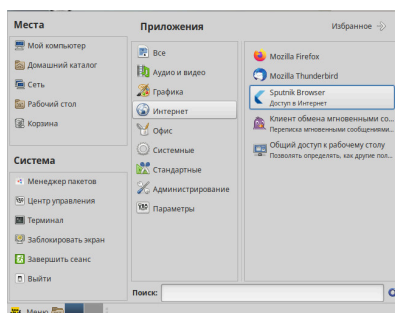 Места
Мой компьютер
Домашний каталог
Сеть
Рабочий стол
Корзина
Система
Менеджер пакетов
Центр управления
Терминал
Заблокировать экран
Завершить сеанс
Выйти
Приложения
Избранное
Все
Аудио и видео
Графика
Интернет
Офис
Системные
Стандартные
Администрирование
Параметры
Mozilla Firefox
Mozilla Thunderbird
Sputnik Browser
Доступ в Интернет
Клиент обмена мгновенными со...
Переписка мгновенными сообщениями...
Общий доступ к рабочему столу
Позволять определять, как другие пол...
Поиск:
Меню